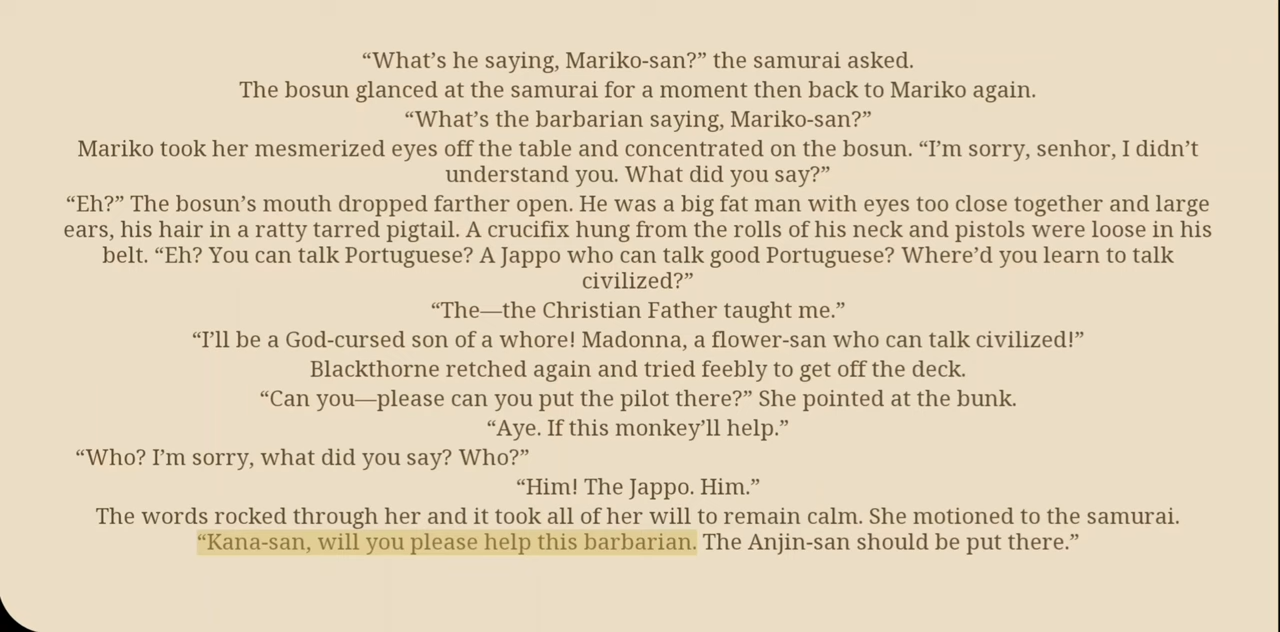 “What’s he saying, Mariko-san?” the samurai asked.
The bosun glanced at the samurai for a moment then back to Mariko again.
“What’s the barbarian saying, Mariko-san?”
Mariko took her mesmerized eyes off the table and concentrated on the bosun. “I’m sorry, senhor, I didn’t
understand you. What did you say?”
“Eh?” The bosun’s mouth dropped farther open. He was a big fat man with eyes too close together and large
ears, his hair in a ratty tarred pigtail. A crucifix hung from the rolls of his neck and pistols were loose in his
belt. “Eh? You can talk Portuguese? A Jappo who can talk good Portuguese? Where’d you learn to talk
civilized?”
“The—the Christian Father taught me.”
“I’ll be a God-cursed son of a whore! Madonna, a flower-san who can talk civilized!”
Blackthorne retched again and tried feebly to get off the deck.
“Can you—please can you put the pilot there?” She pointed at the bunk.
“Aye. If this monkey’ll help.”
“Who? I’m sorry, what did you say? Who?”
“Him! The Jappo. Him.”
The words rocked through her and it took all of her will to remain calm. She motioned to the samurai.
“Kana-san, will you please help this barbarian. The Anjin-san should be put there.”